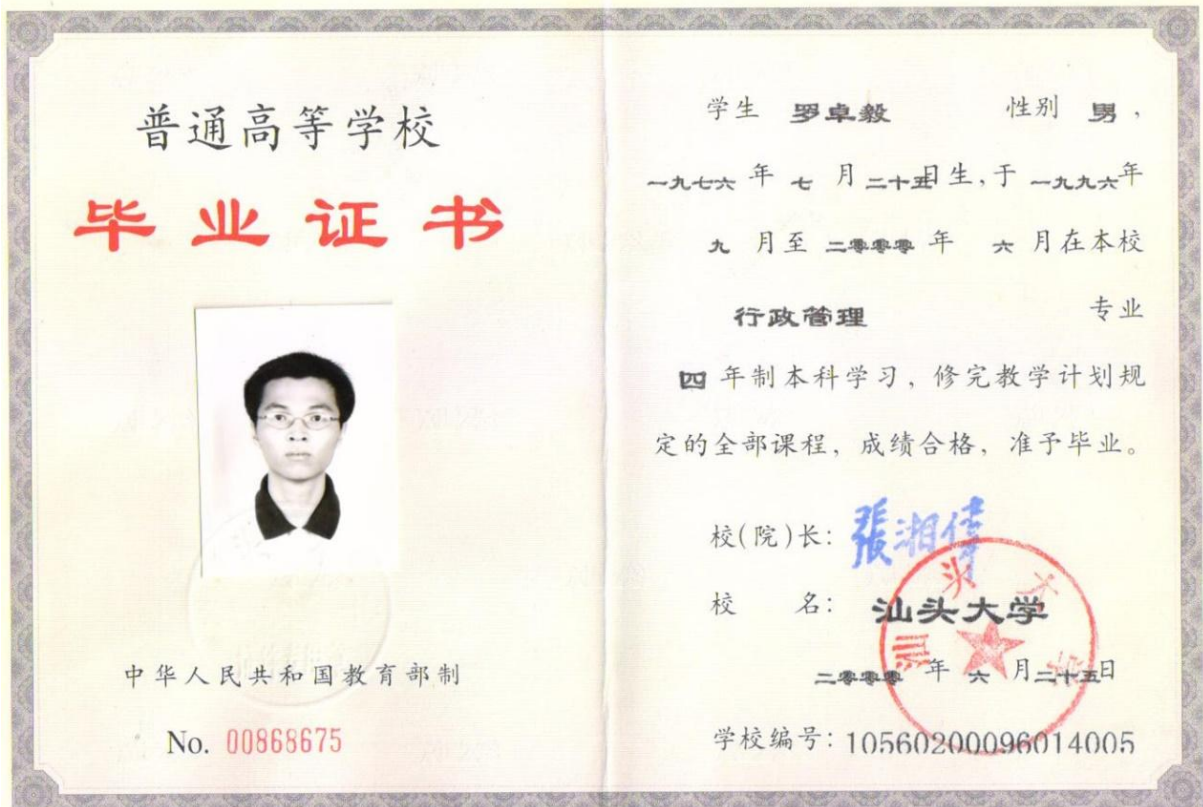 普通高等学校
毕业证书
中华人民共和国教育部制
No. 00868675
学生 罗卓毅 性别 男，
一九七六年七月二十五日生,于一九九六年
九月至二零零零年六月在本校
行政管理 专业
四年制本科学习，修完教学计划规
定的全部课程，成绩合格，准予毕业。
校(院)长：張湘偉
校 名：汕头大学
汕头大学
二零零零年六月二十五日
学校编号：10560200096014005